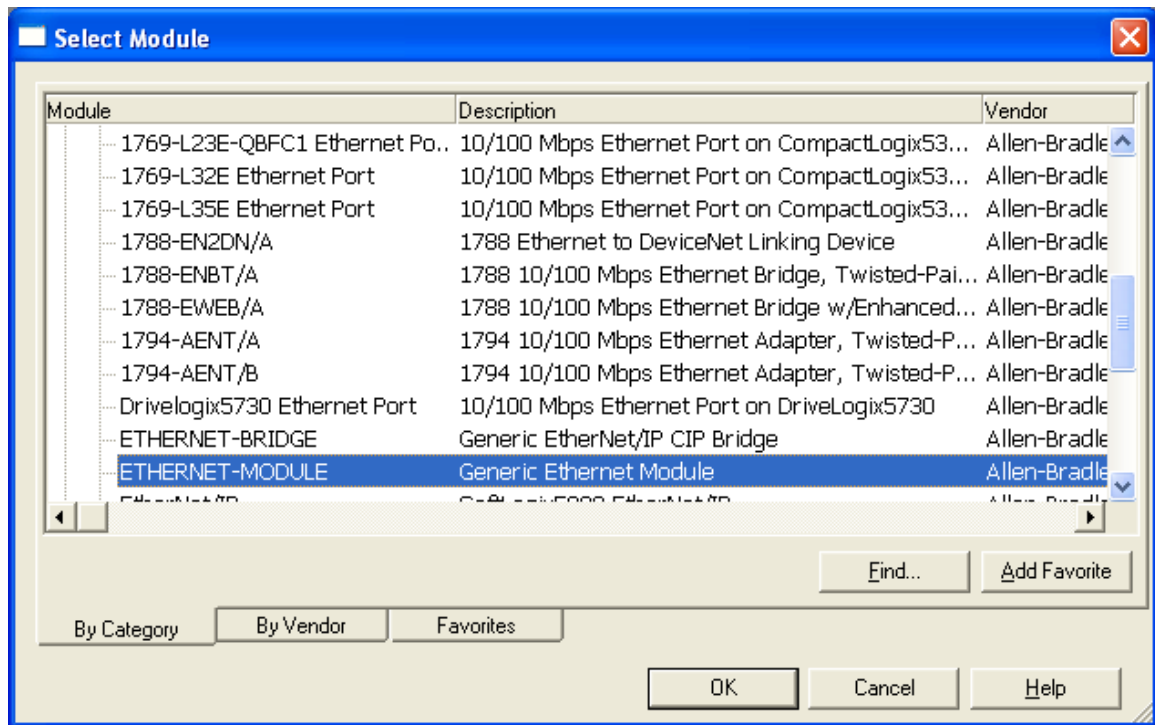 Select Module
Module Description Vendor
1769-L23E-QBFC1 Ethernet Po.. 10/100 Mbps Ethernet Port on CompactLogix53... Allen-Bradle
1769-L32E Ethernet Port 10/100 Mbps Ethernet Port on CompactLogix53... Allen-Bradle
1769-L35E Ethernet Port 10/100 Mbps Ethernet Port on CompactLogix53... Allen-Bradle
1788-EN2DN/A 1788 Ethernet to DeviceNet Linking Device Allen-Bradle
1788-ENBT/A 1788 10/100 Mbps Ethernet Bridge, Twisted-Pai... Allen-Bradle
1788-EWEB/A 1788 10/100 Mbps Ethernet Bridge w/Enhanced... Allen-Bradle
1794-AENT/A 1794 10/100 Mbps Ethernet Adapter, Twisted-P... Allen-Bradle
1794-AENT/B 1794 10/100 Mbps Ethernet Adapter, Twisted-P... Allen-Bradle
Drivelogix5730 Ethernet Port 10/100 Mbps Ethernet Port on DriveLogix5730 Allen-Bradle
ETHERNET-BRIDGE Generic EtherNet/IP CIP Bridge Allen-Bradle
ETHERNET-MODULE Generic Ethernet Module Allen-Bradle
EtherNet/IP SoftLogix5800 EtherNet/IP Allen-Bradle
Find... Add Favorite
By Category By Vendor Favorites
OK Cancel Help